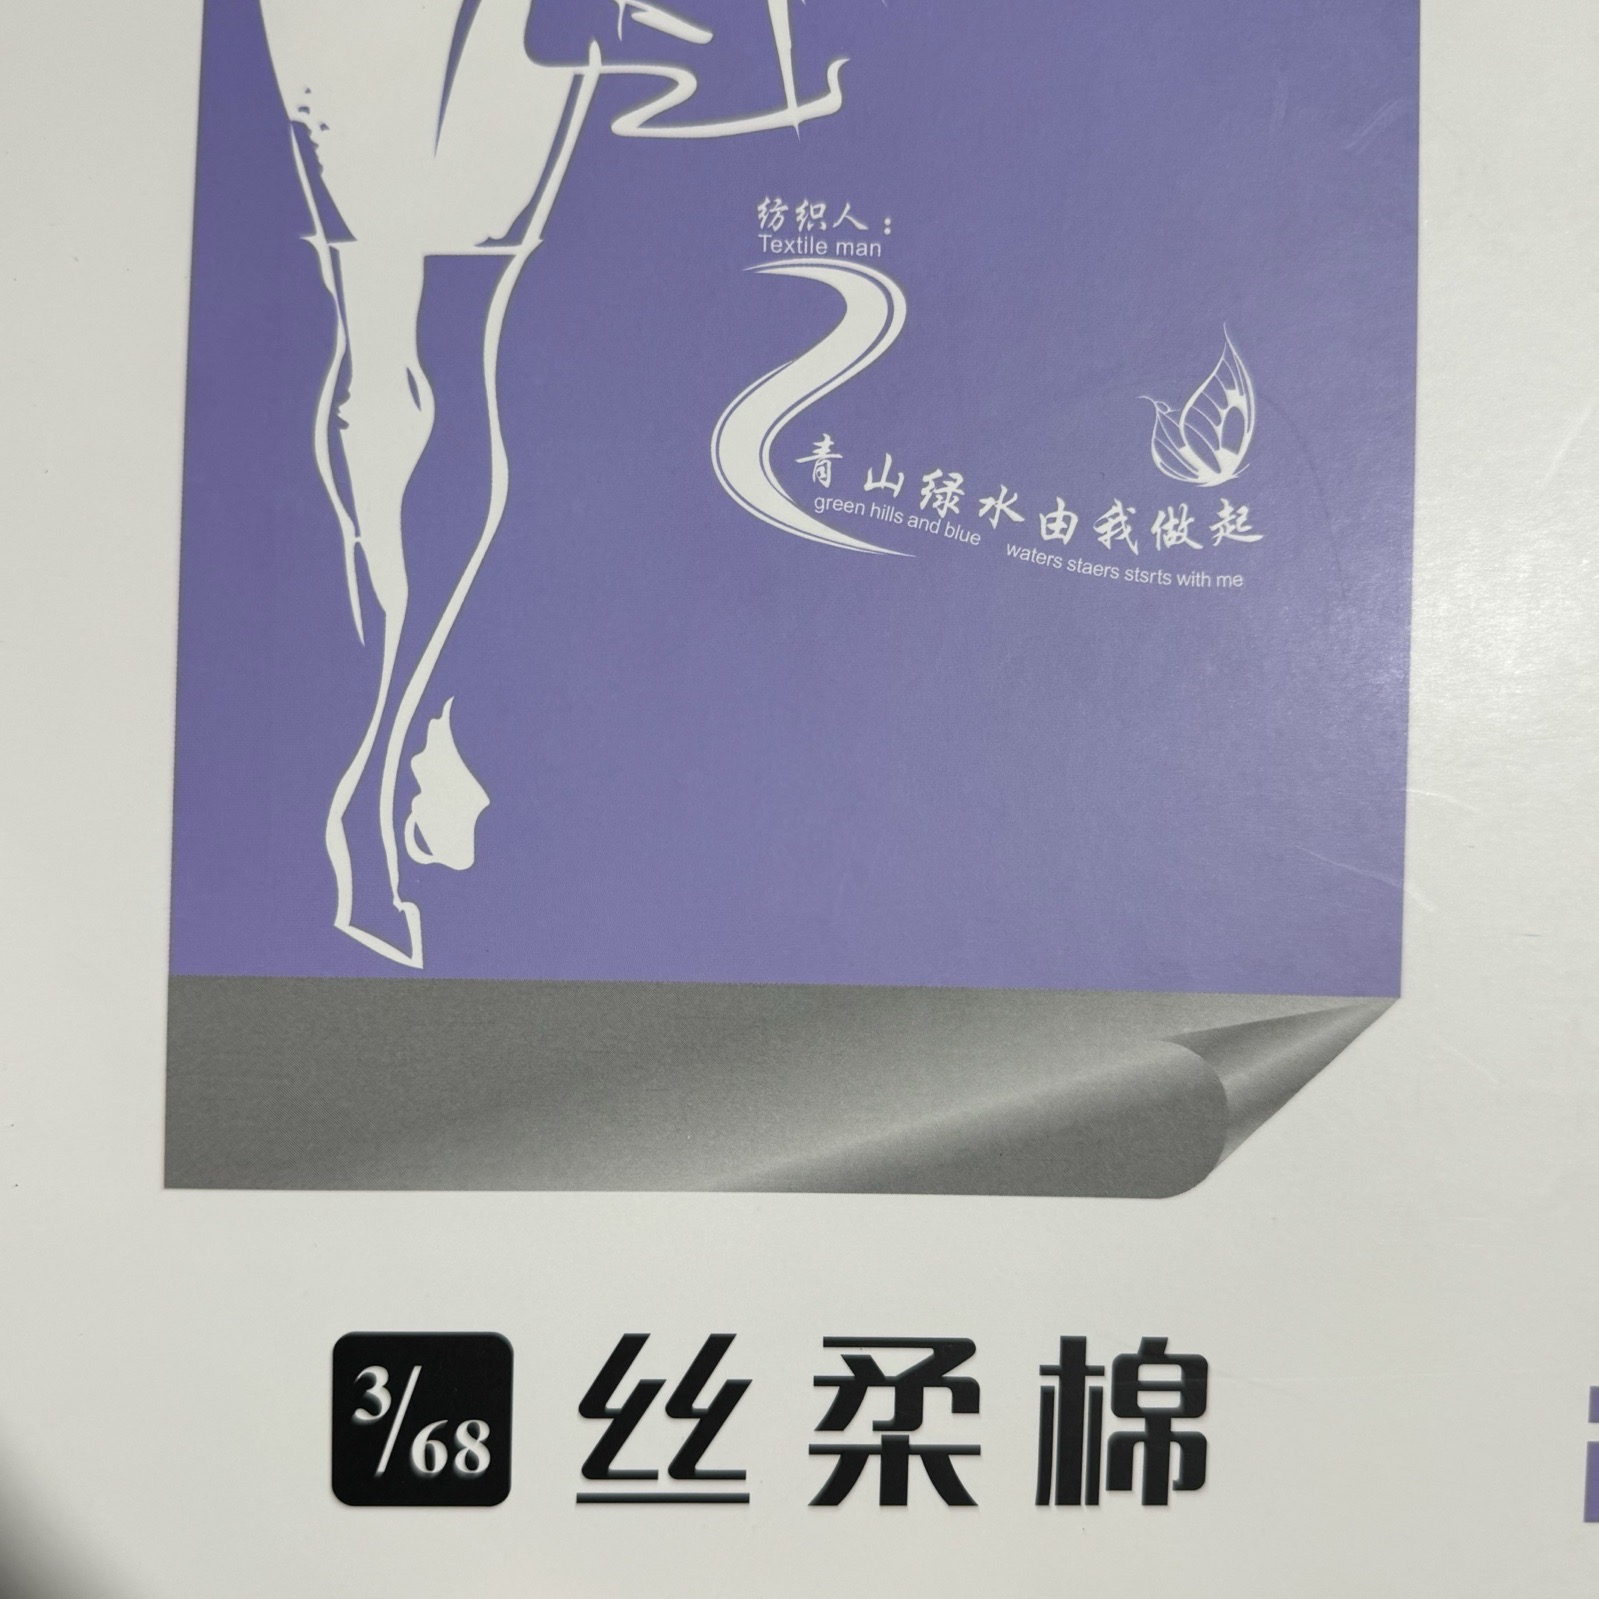 纺织人：
Textile man
青山绿水由我做起
green hills and blue waters staers stsrts with me
3/68 丝柔棉